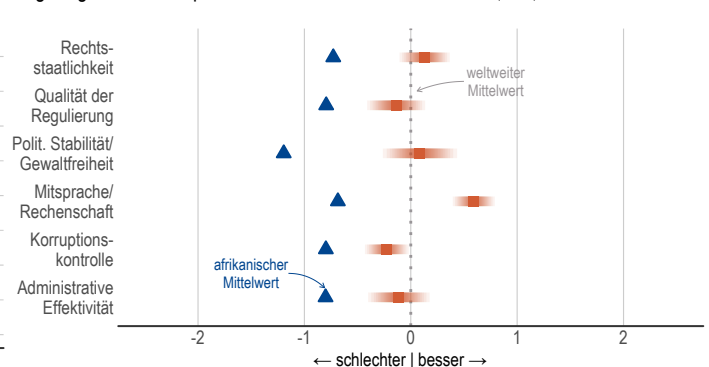 Rechts-
staatlichkeit
weltweiter
Mittelwert
Qualität der
Regulierung
Polit. Stabilität/
Gewaltfreiheit
Mitsprache/
Rechenschaft
Korruptions-
kontrolle
afrikanischer
Mittelwert
Administrative
Effektivität
-2 -1 0 1 2
← schlechter | besser →